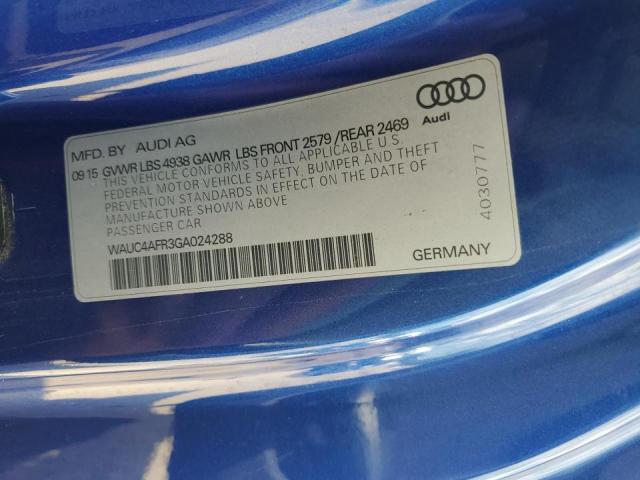 MFD. BY AUDI AG
09 15 GVWR LBS 4938 GAWR LBS FRONT 2579 / REAR 2469
THIS VEHICLE CONFORMS TO ALL APPLICABLE U.S.
FEDERAL MOTOR VEHICLE SAFETY, BUMPER AND THEFT
PREVENTION STANDARDS IN EFFECT ON THE DATE OF
MANUFACTURE SHOWN ABOVE
PASSENGER CAR
WAUC4AFR3GA024288
Audi
4030777
GERMANY